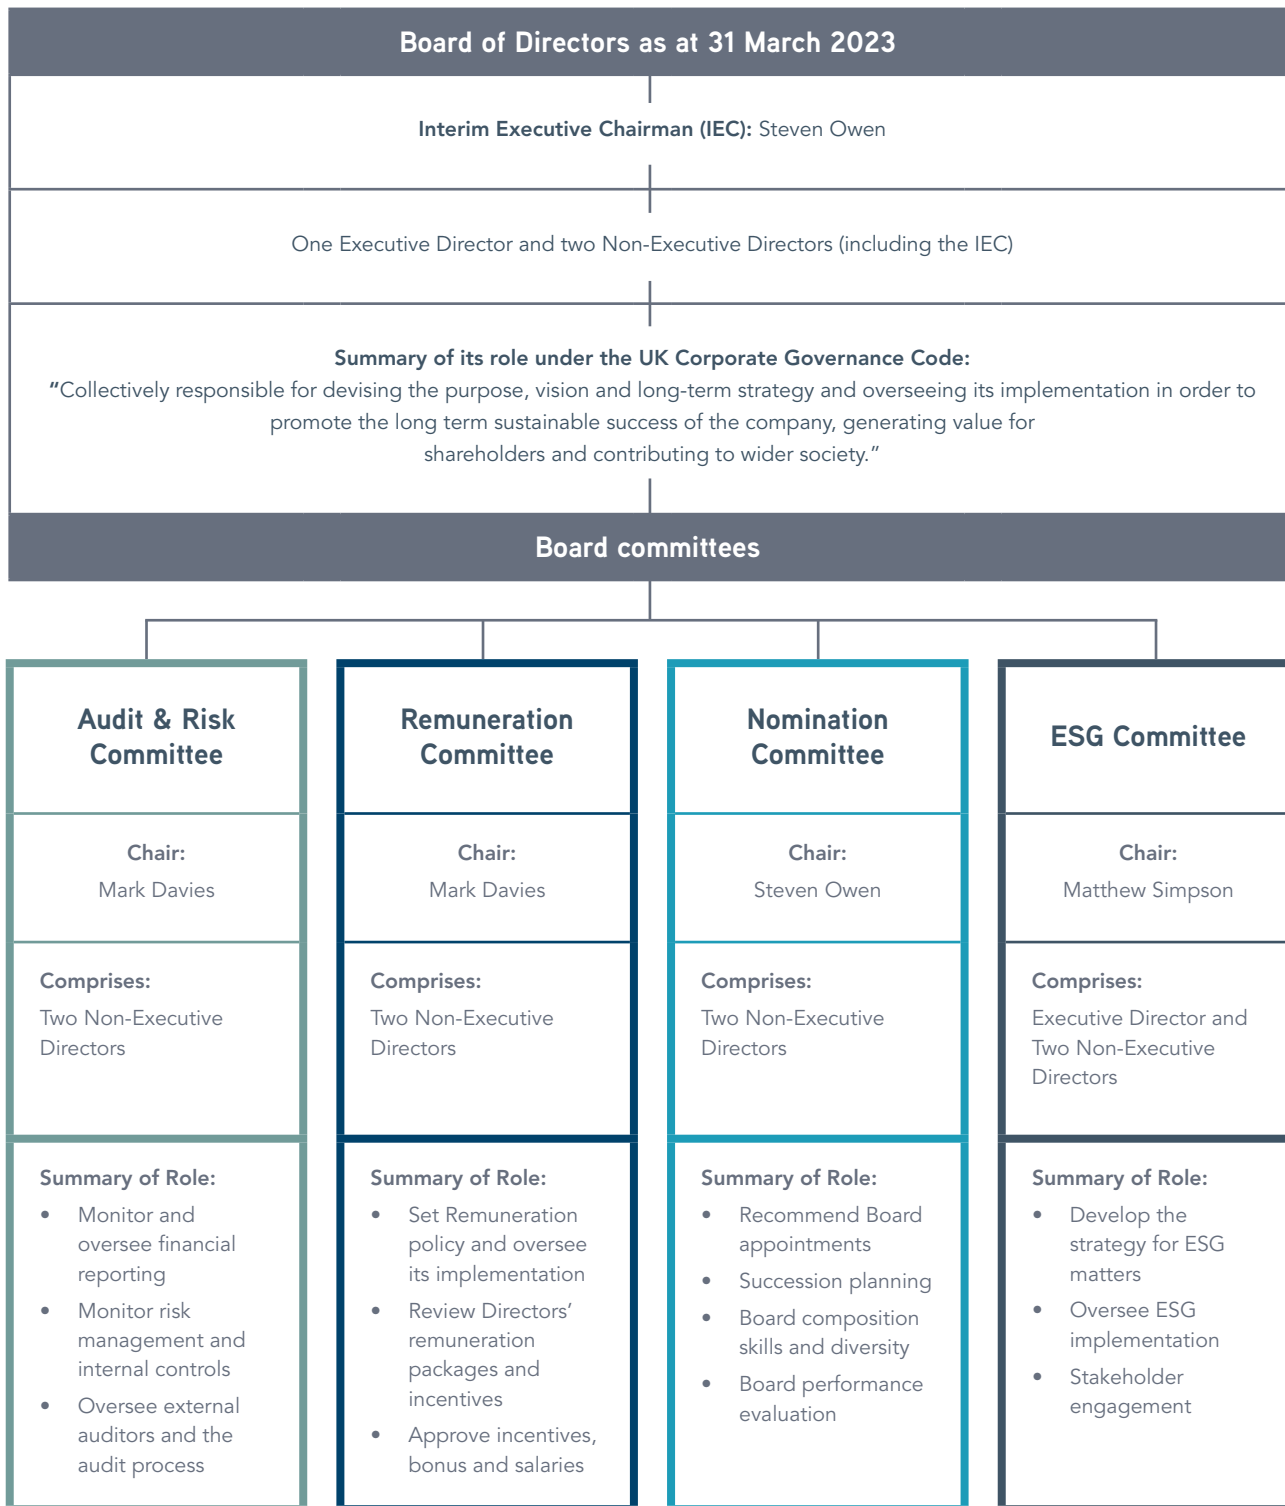 Board of Directors as at 31 March 2023
Interim Executive Chairman (IEC): Steven Owen
One Executive Director and two Non-Executive Directors (including the IEC)
Summary of its role under the UK Corporate Governance Code:
"Collectively responsible for devising the purpose, vision and long-term strategy and overseeing its implementation in order to
promote the long term sustainable success of the company, generating value for
shareholders and contributing to wider society."
Board committees
Audit & Risk
Committee
Chair:
Mark Davies
Comprises:
Two Non-Executive
Directors
Summary of Role:
• Monitor and
oversee financial
reporting
• Monitor risk
management and
internal controls
• Oversee external
auditors and the
audit process
Remuneration
Committee
Chair:
Mark Davies
Comprises:
Two Non-Executive
Directors
Summary of Role:
• Set Remuneration
policy and oversee
its implementation
• Review Directors’
remuneration
packages and
incentives
• Approve incentives,
bonus and salaries
Nomination
Committee
Chair:
Steven Owen
Comprises:
Two Non-Executive
Directors
Summary of Role:
• Recommend Board
appointments
• Succession planning
• Board composition
skills and diversity
• Board performance
evaluation
ESG Committee
Chair:
Matthew Simpson
Comprises:
Executive Director and
Two Non-Executive
Directors
Summary of Role:
• Develop the
strategy for ESG
matters
• Oversee ESG
implementation
• Stakeholder
engagement